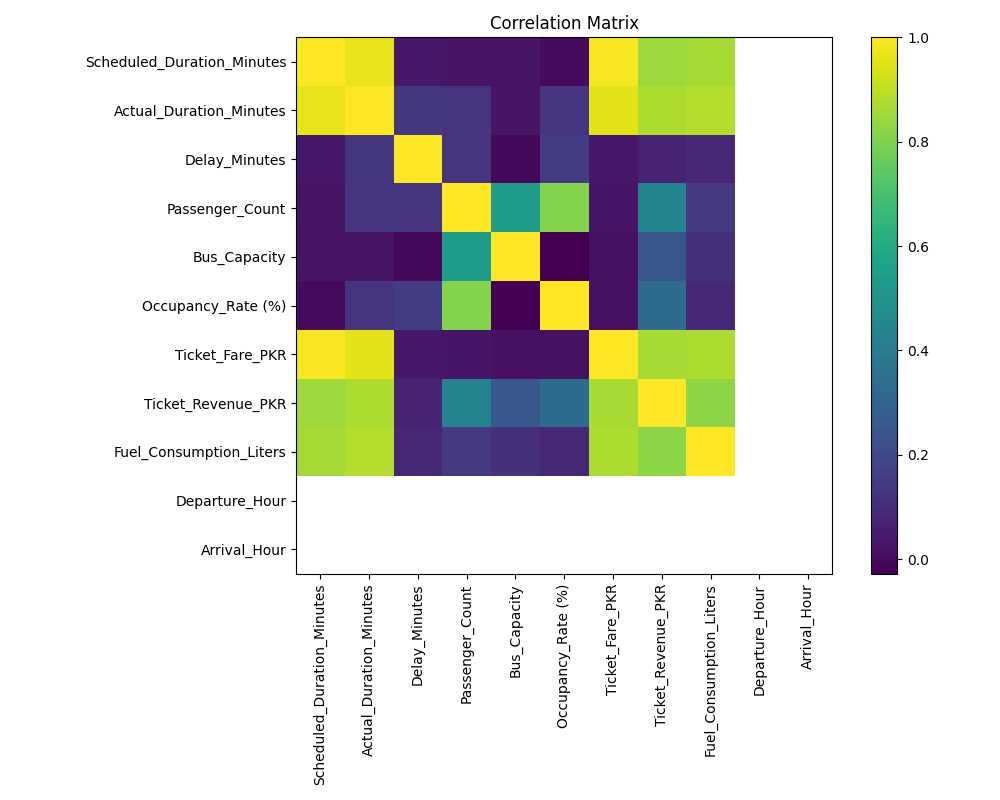 Correlation Matrix
Scheduled_Duration_Minutes
Actual_Duration_Minutes
Delay_Minutes
Passenger_Count
Bus_Capacity
Occupancy_Rate (%)
Ticket_Fare_PKR
Ticket_Revenue_PKR
Fuel_Consumption_Liters
Departure_Hour
Arrival_Hour
Scheduled_Duration_Minutes
Actual_Duration_Minutes
Delay_Minutes
Passenger_Count
Bus_Capacity
Occupancy_Rate (%)
Ticket_Fare_PKR
Ticket_Revenue_PKR
Fuel_Consumption_Liters
Departure_Hour
Arrival_Hour
1.0
0.8
0.6
0.4
0.2
0.0